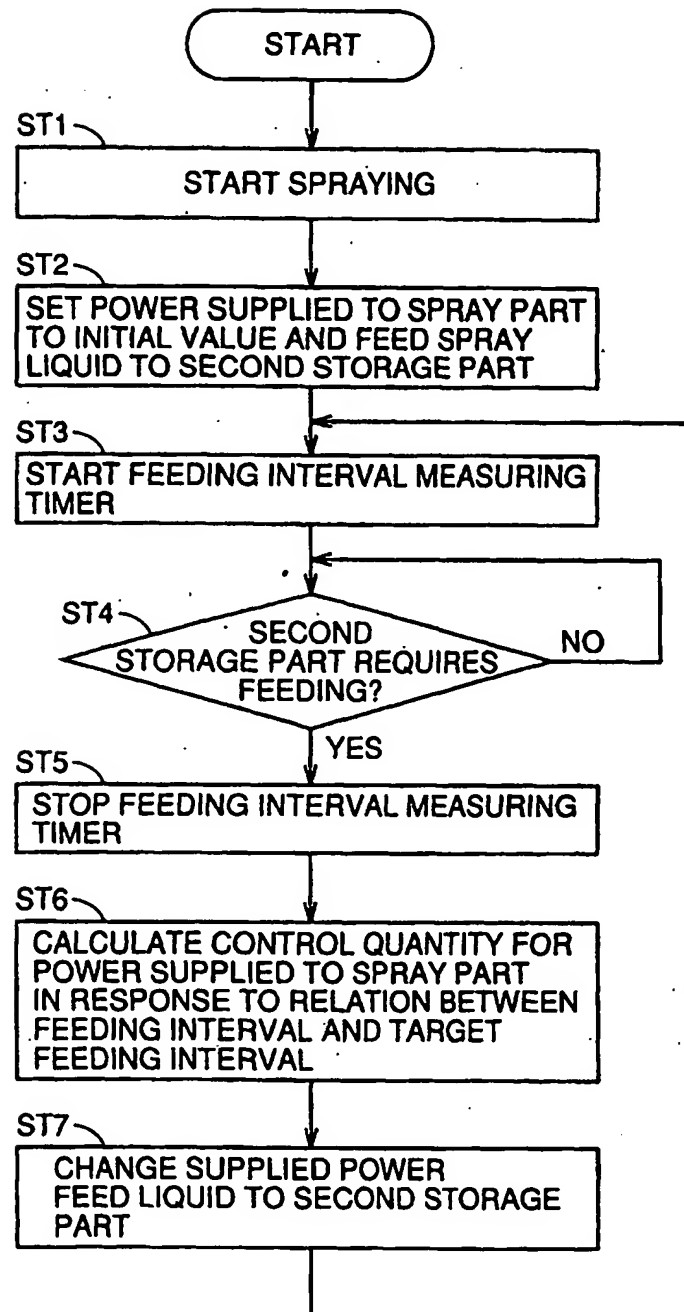 START
ST1
START SPRAYING
ST2
SET POWER SUPPLIED TO SPRAY PART
TO INITIAL VALUE AND FEED SPRAY
LIQUID TO SECOND STORAGE PART
ST3
START FEEDING INTERVAL MEASURING
TIMER
ST4
SECOND
STORAGE PART REQUIRES
FEEDING?
NO
YES
ST5
STOP FEEDING INTERVAL MEASURING
TIMER
ST6
CALCULATE CONTROL QUANTITY FOR
POWER SUPPLIED TO SPRAY PART
IN RESPONSE TO RELATION BETWEEN
FEEDING INTERVAL AND TARGET
FEEDING INTERVAL
ST7
CHANGE SUPPLIED POWER
FEED LIQUID TO SECOND STORAGE
PART